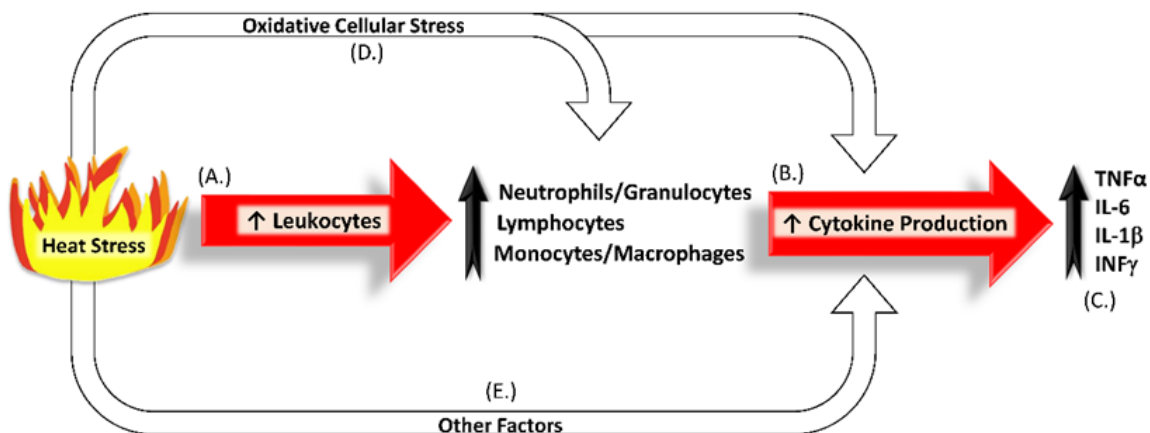 Oxidative Cellular Stress
(D.)
Heat Stress
(A.)
↑ Leukocytes
Neutrophils/Granulocytes
Lymphocytes
Monocytes/Macrophages
(B.)
↑ Cytokine Production
TNFα
IL-6
IL-1β
INFγ
(C.)
(E.)
Other Factors